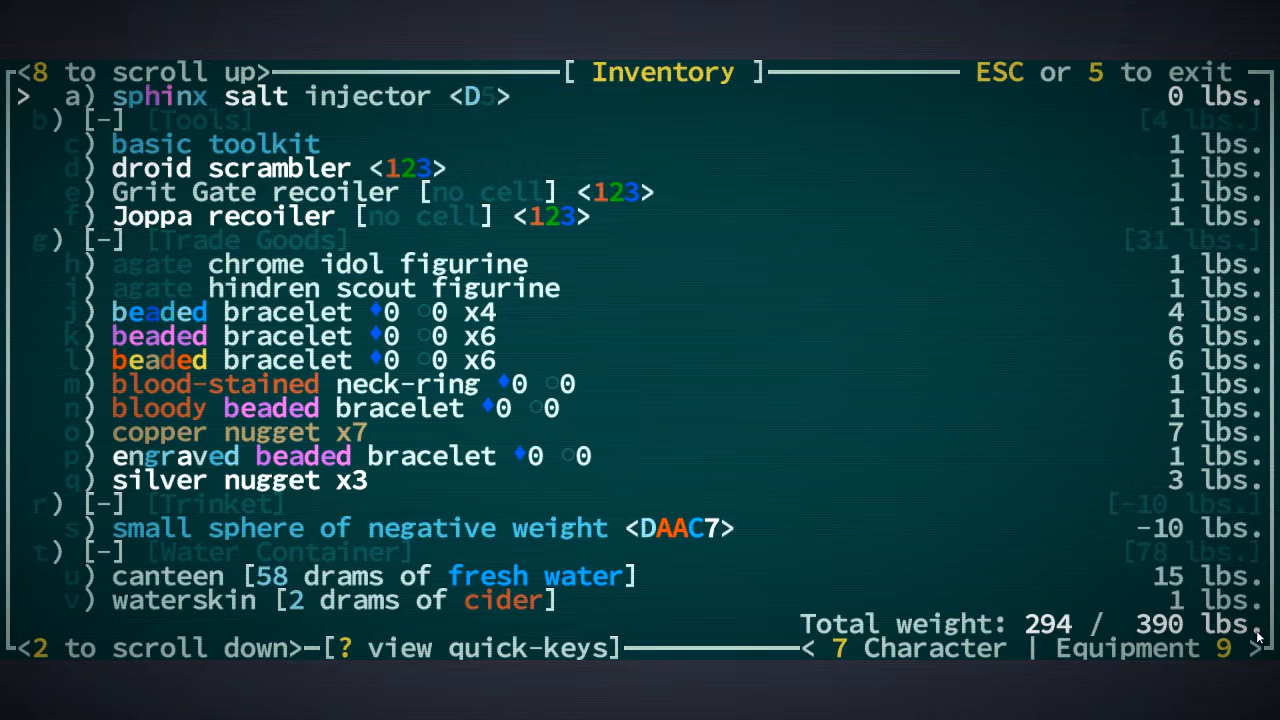 <8 to scroll up> [ Inventory ] ESC or 5 to exit
> a) sphinx salt injector <D5> 0 lbs.
b) [-] [Tools] [4 lbs.]
c) basic toolkit 1 lbs.
d) droid scrambler <123> 1 lbs.
e) Grit Gate recoiler [no cell] <123> 1 lbs.
f) Joppa recoiler [no cell] <123> 1 lbs.
g) [-] [Trade Goods] [31 lbs.]
h) agate chrome idol figurine 1 lbs.
i) agate hindren scout figurine 1 lbs.
j) beaded bracelet ♦0 ○0 x4 4 lbs.
k) beaded bracelet ♦0 ○0 x6 6 lbs.
l) beaded bracelet ♦0 ○0 x6 6 lbs.
m) blood-stained neck-ring ♦0 ○0 1 lbs.
n) bloody beaded bracelet ♦0 ○0 1 lbs.
o) copper nugget x7 7 lbs.
p) engraved beaded bracelet ♦0 ○0 1 lbs.
q) silver nugget x3 3 lbs.
r) [-] [Trinket] [-10 lbs.]
s) small sphere of negative weight <DAAC7> -10 lbs.
t) [-] [Water Container] [78 lbs.]
u) canteen [58 drams of fresh water] 15 lbs.
v) waterskin [2 drams of cider] 1 lbs.
Total weight: 294 / 390 lbs.
<2 to scroll down> [? view quick-keys] < 7 Character | Equipment 9 >